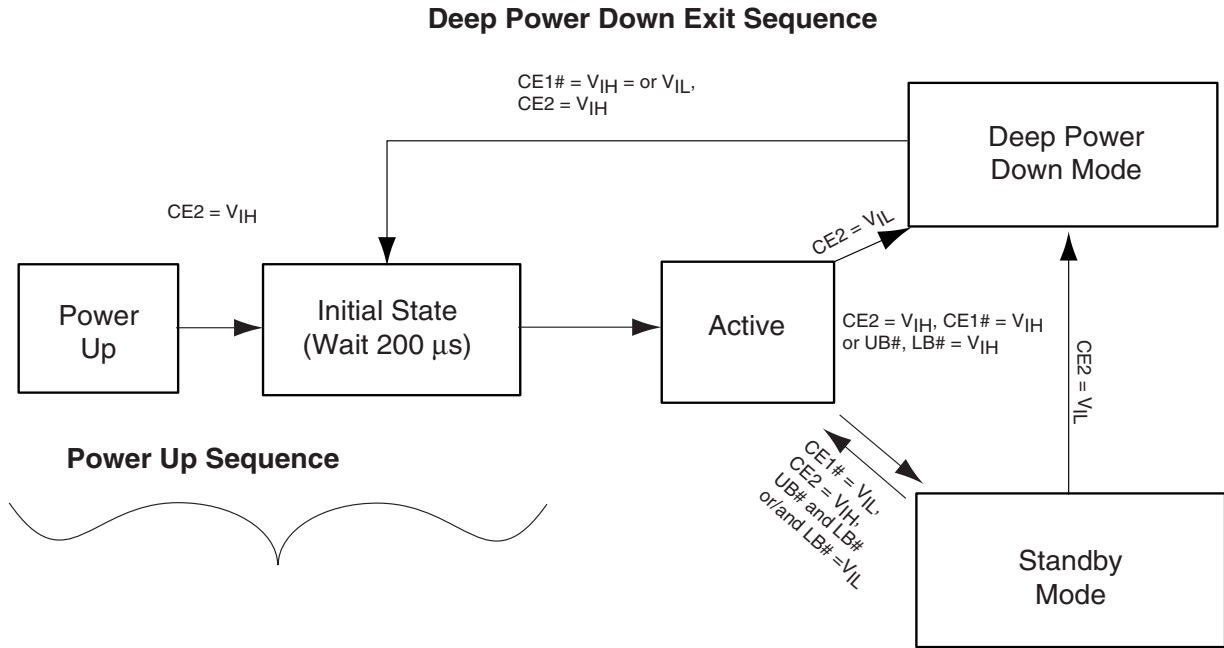 Deep Power Down Exit Sequence
CE1# = VIH = or VIL,
CE2 = VIH
Deep Power
Down Mode
CE2 = VIH
CE2 = VIL
Power
Up
Initial State
(Wait 200 μs)
Active
CE2 = VIH, CE1# = VIH
or UB#, LB# = VIH
CE2 = VIL
Power Up Sequence
CE1# = VIL,
CE2 = VIH,
UB# and LB#
or/and LB# =VIL
Standby
Mode